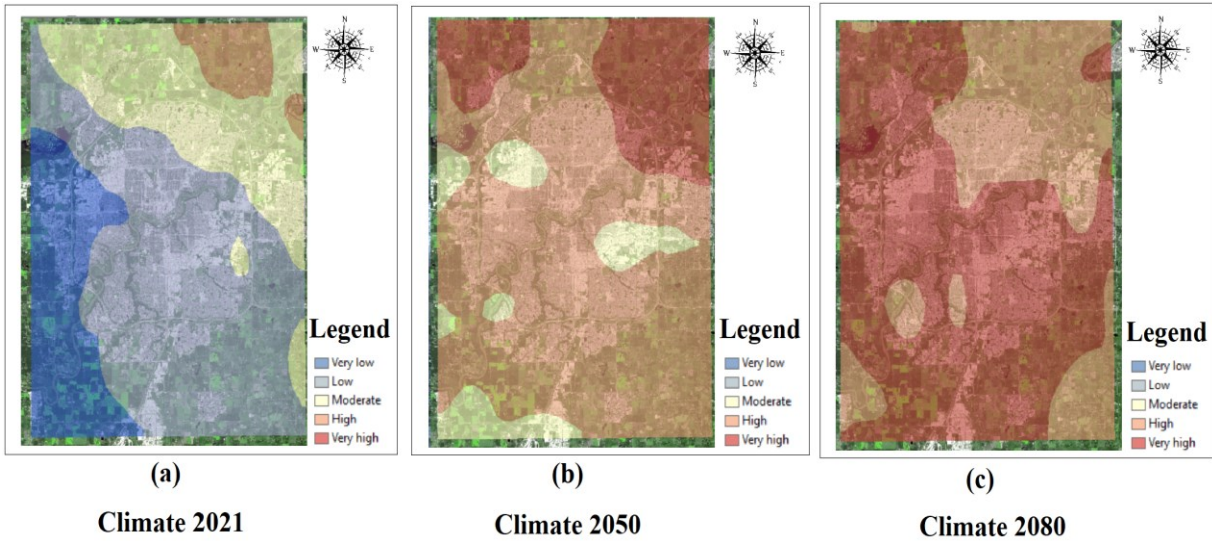 N
W E
S
Legend
Very low
Low
Moderate
High
Very high
(a)
Climate 2021
N
W E
S
Legend
Very low
Low
Moderate
High
Very high
(b)
Climate 2050
N
W E
S
Legend
Very low
Low
Moderate
High
Very high
(c)
Climate 2080